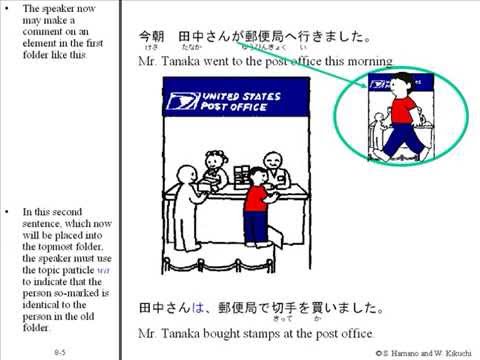 • The speaker now
may make a
comment on an
element in the first
folder like this.
今朝　田中さんが郵便局へ行きました。
けさ たなか ゆうびんきょく い
Mr. Tanaka went to the post office this morning
UNITED STATES
POST OFFICE
• In this second
sentence, which now
will be placed into
the topmost folder,
the speaker must use
the topic particle wa
to indicate that the
person so-marked is
identical to the
person in the old
folder.
田中さんは、郵便局で切手を買いました。
きって か
Mr. Tanaka bought stamps at the post office.
8-5
© S. Hamano and W. Kikuchi